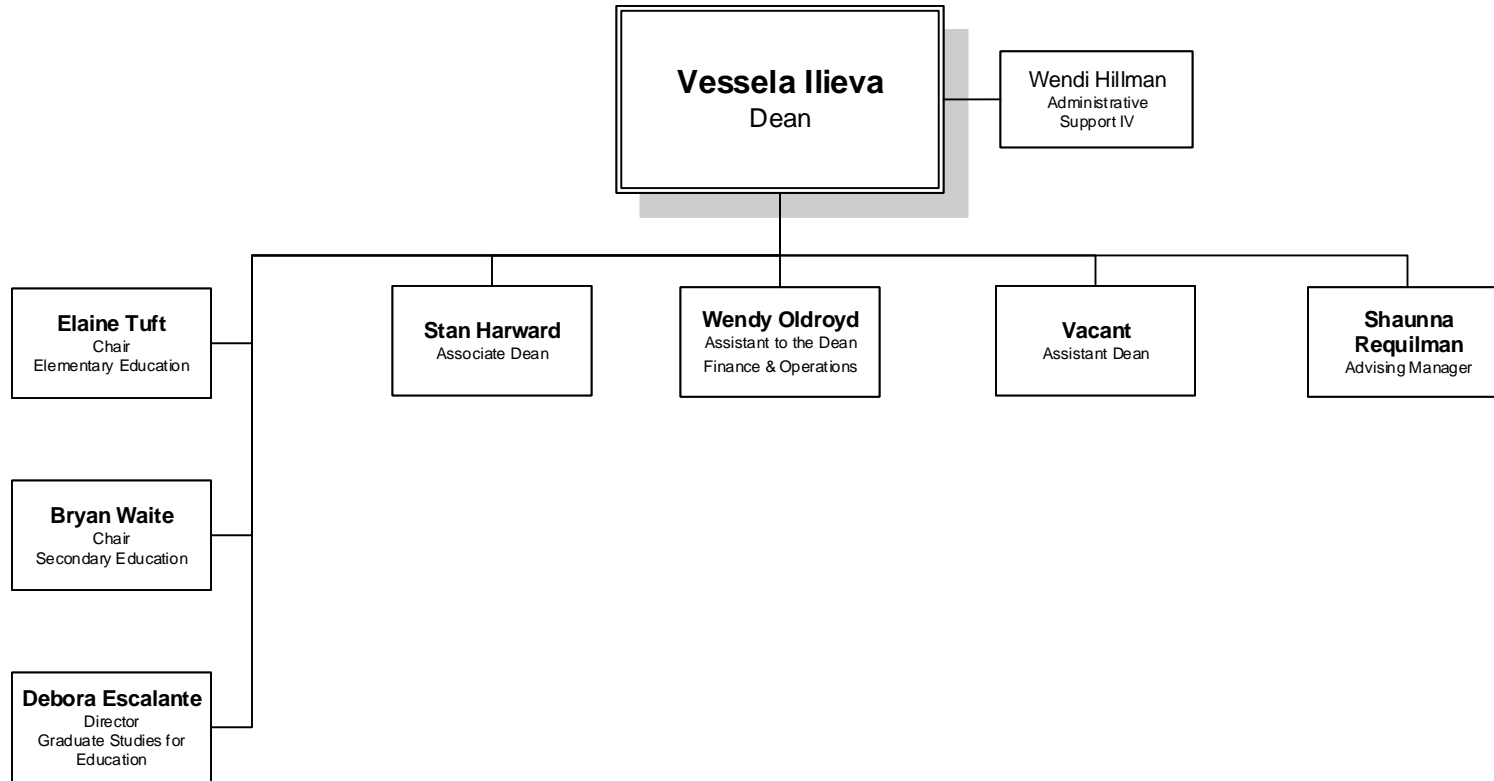 Vessela Ilieva
Dean
Wendi Hillman
Administrative
Support IV
Elaine Tuft
Chair
Elementary Education
Stan Harward
Associate Dean
Wendy Oldroyd
Assistant to the Dean
Finance & Operations
Vacant
Assistant Dean
Shaunna
Requilman
Advising Manager
Bryan Waite
Chair
Secondary Education
Debora Escalante
Director
Graduate Studies for
Education